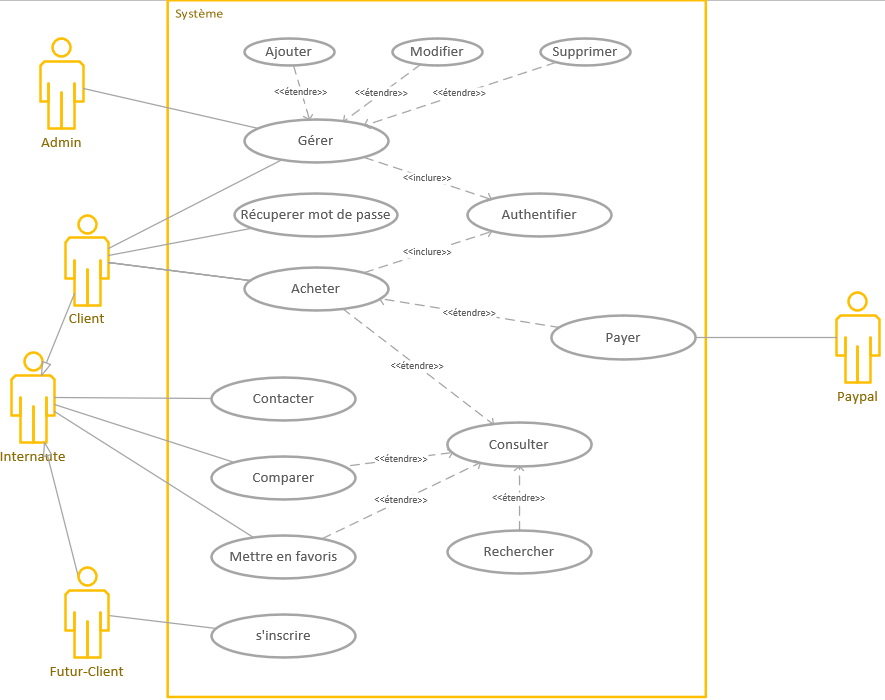 Système
Ajouter
Modifier
Supprimer
<<étendre>>
<<étendre>>
<<étendre>>
Admin
Gérer
<<inclure>>
Récuperer mot de passe
Authentifier
<<inclure>>
Acheter
Client
<<étendre>>
Payer
<<étendre>>
Paypal
Contacter
Internaute
Consulter
<<étendre>>
Comparer
<<étendre>>
<<étendre>>
Mettre en favoris
Rechercher
s'inscrire
Futur-Client